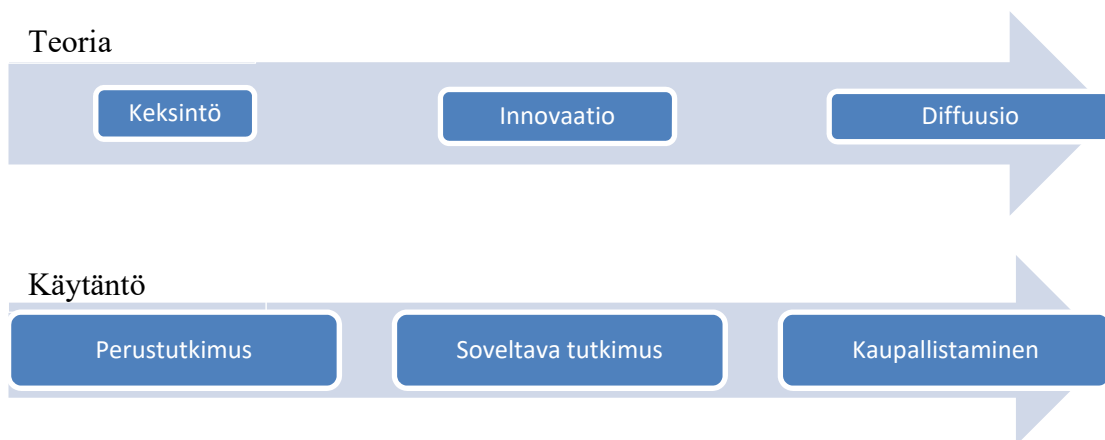 Teoria
Keksintö Innovaatio Diffuusio
Käytäntö
Perustutkimus Soveltava tutkimus Kaupallistaminen